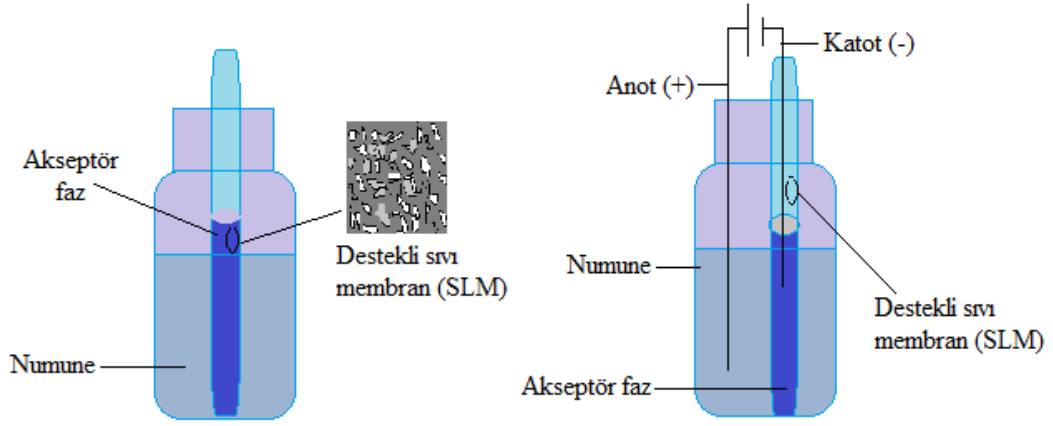 Akseptör
faz
Destekli sıvı
membran (SLM)
Numune
Katot (-)
Anot (+)
Numune
Destekli sıvı
membran (SLM)
Akseptör faz